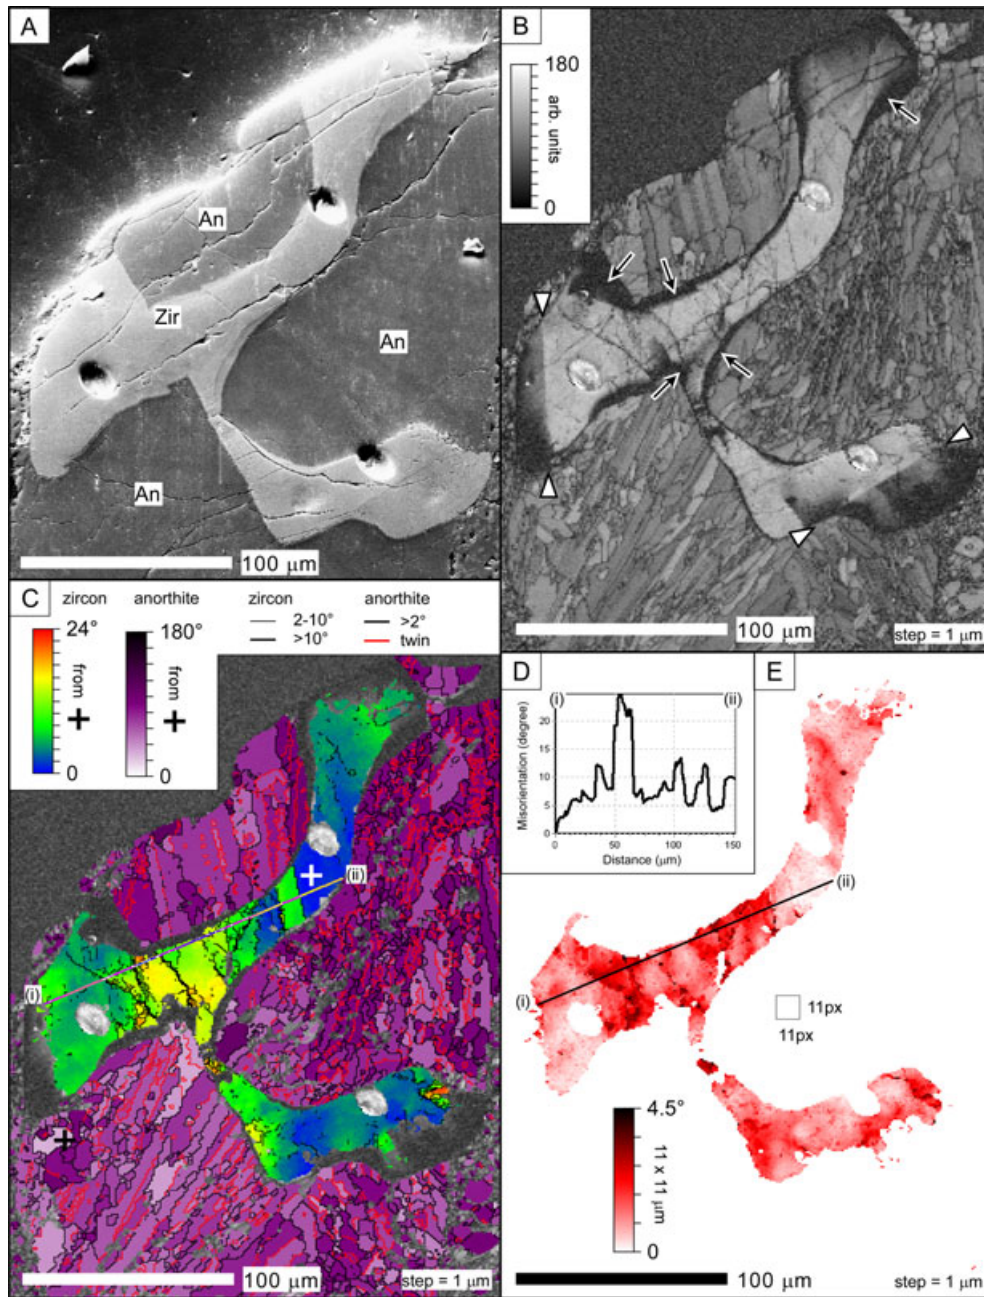 A
An
Zir
An
An
100 μm
B
180
arb. units
0
100 μm
step = 1 μm
C
zircon
anorthite
24°
from +
0
180°
from +
0
zircon
2-10°
>10°
anorthite
>2°
twin
(i)
(ii)
100 μm
step = 1 μm
D
(i)
(ii)
Misorientation (degree)
20
15
10
5
0
0 50 100 150
Distance (μm)
E
(i)
(ii)
11px
11px
4.5°
11 x 11 μm
0
100 μm
step = 1 μm